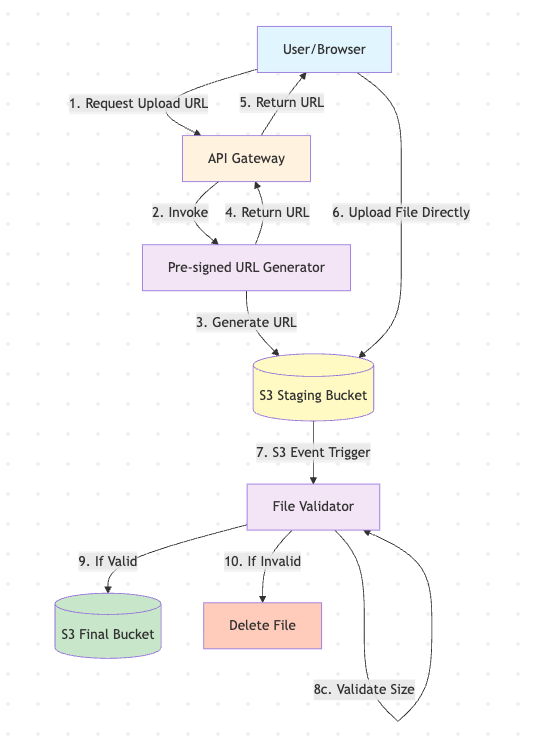 User/Browser
1. Request Upload URL
5. Return URL
API Gateway
2. Invoke
4. Return URL
6. Upload File Directly
Pre-signed URL Generator
3. Generate URL
S3 Staging Bucket
7. S3 Event Trigger
File Validator
9. If Valid
10. If Invalid
S3 Final Bucket
Delete File
8c. Validate Size